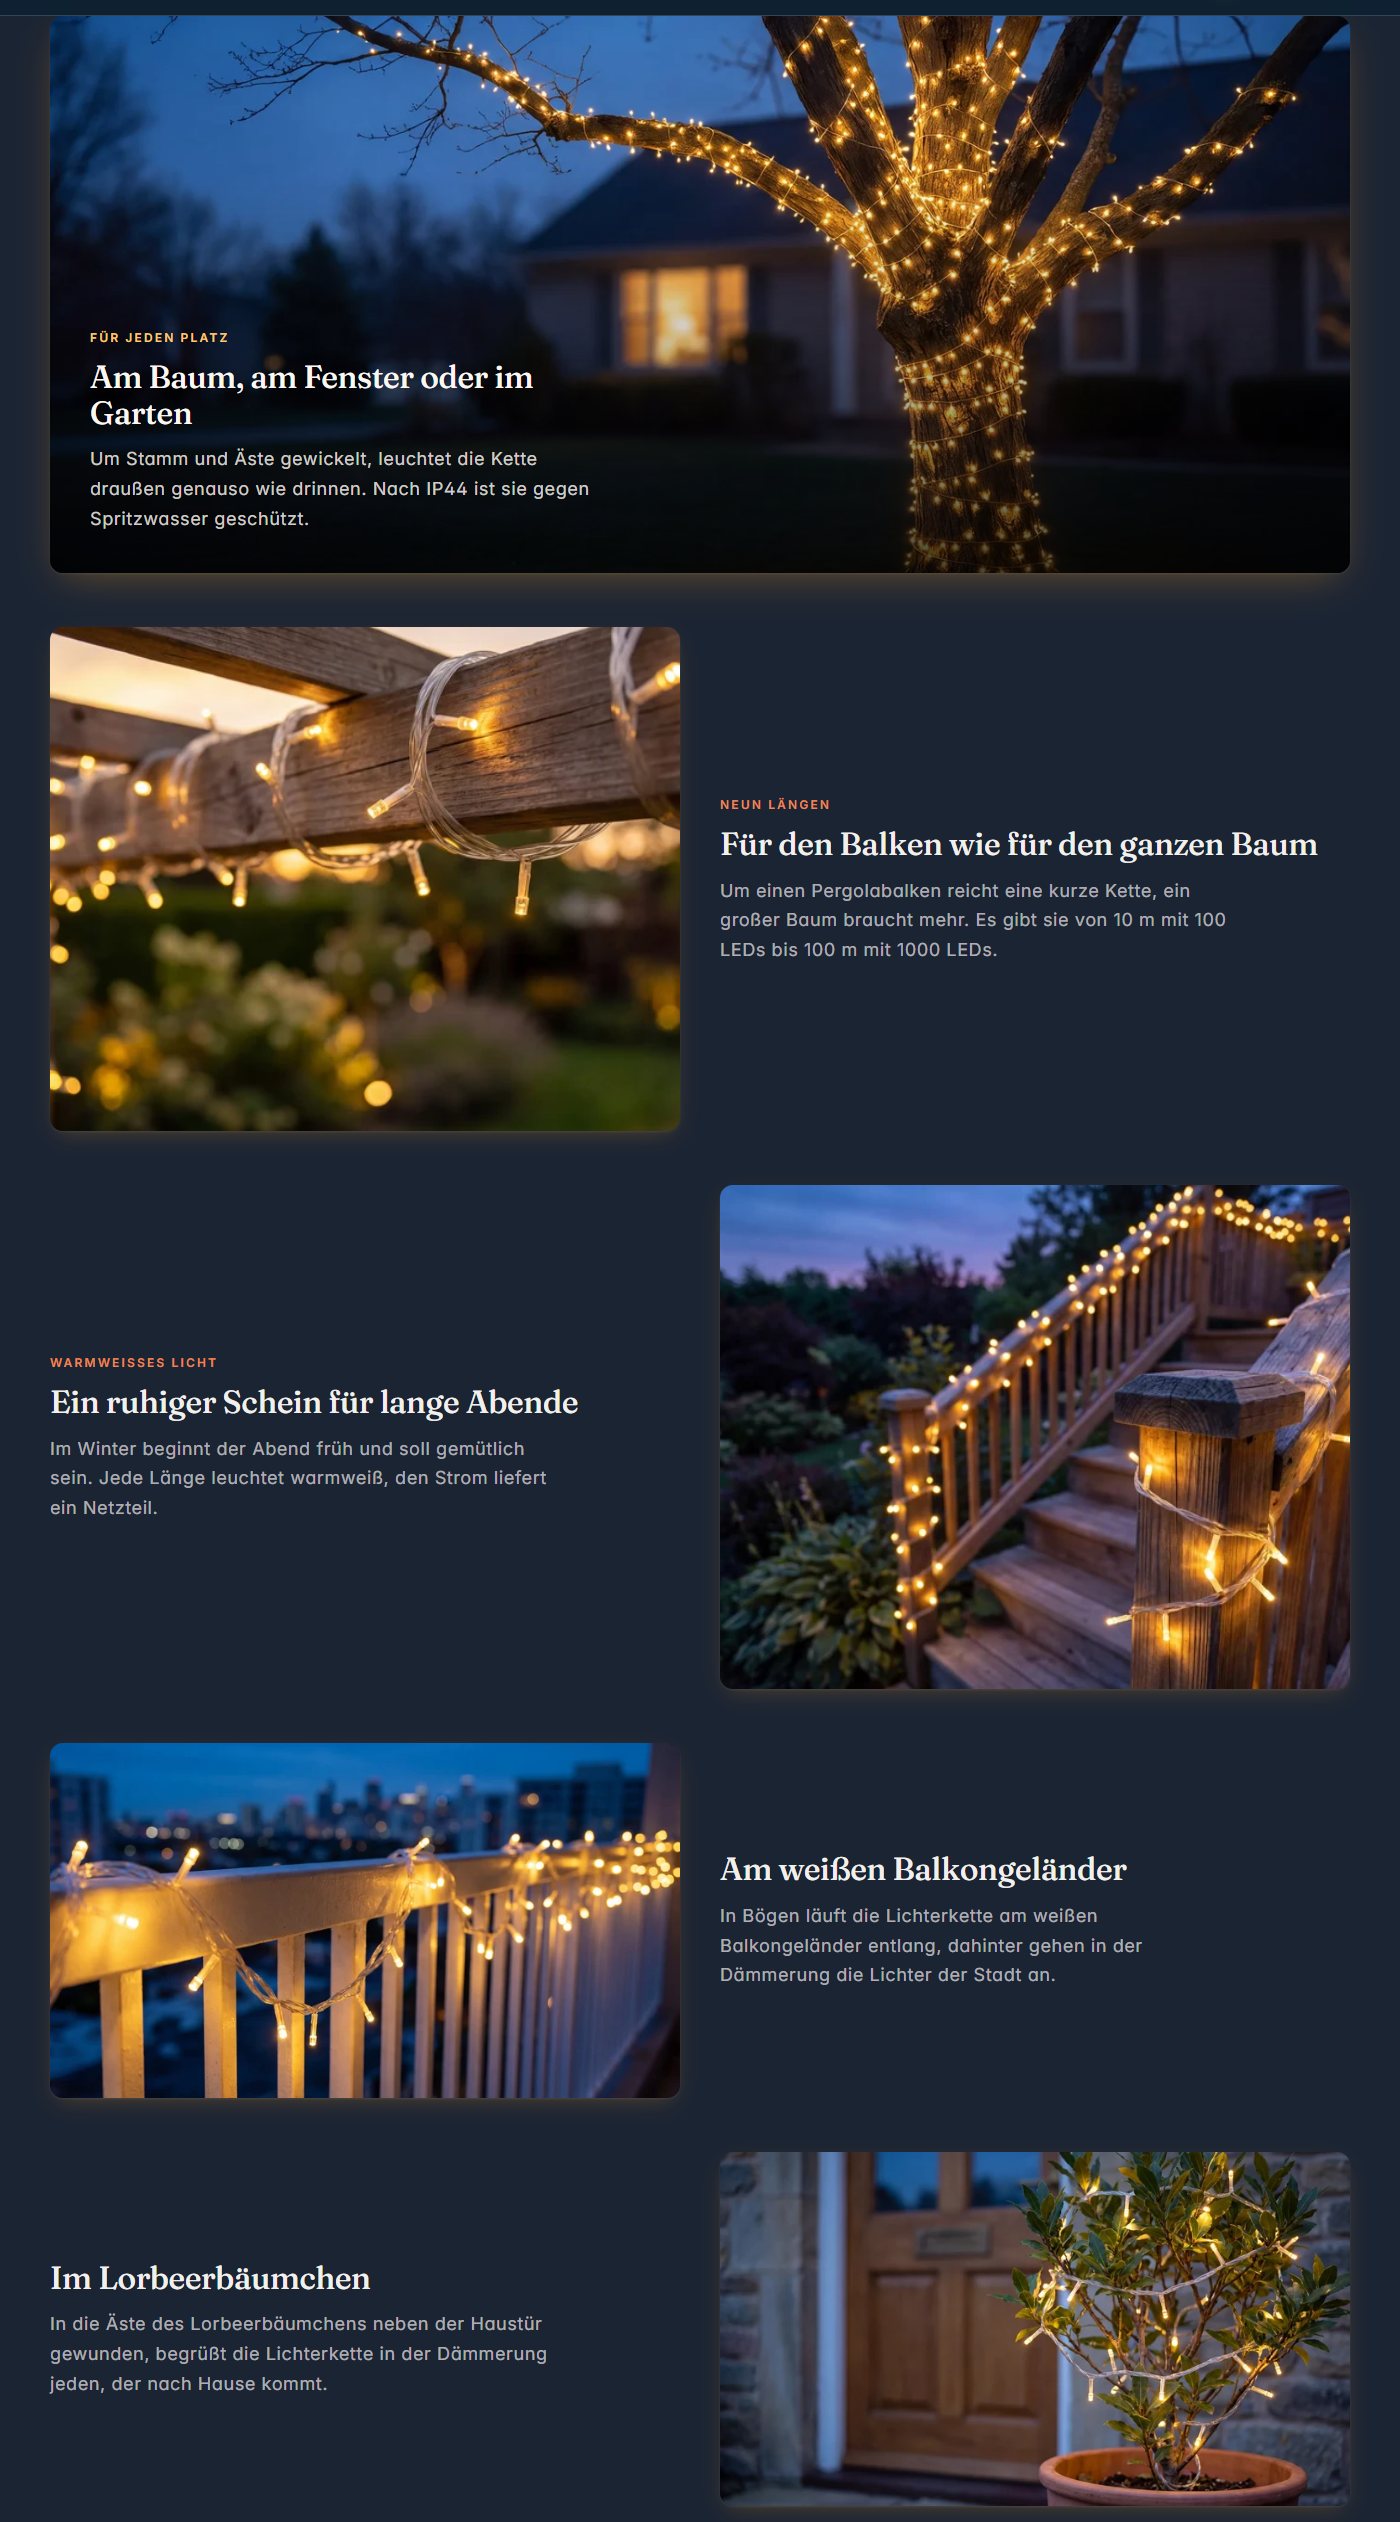 FÜR JEDEN PLATZ
Am Baum, am Fenster oder im
Garten
Um Stamm und Äste gewickelt, leuchtet die Kette
draußen genauso wie drinnen. Nach IP44 ist sie gegen
Spritzwasser geschützt.
NEUN LÄNGEN
Für den Balken wie für den ganzen Baum
Um einen Pergolabalken reicht eine kurze Kette, ein
großer Baum braucht mehr. Es gibt sie von 10 m mit 100
LEDs bis 100 m mit 1000 LEDs.
WARMWEISSES LICHT
Ein ruhiger Schein für lange Abende
Im Winter beginnt der Abend früh und soll gemütlich
sein. Jede Länge leuchtet warmweiß, den Strom liefert
ein Netzteil.
Am weißen Balkongeländer
In Bögen läuft die Lichterkette am weißen
Balkongeländer entlang, dahinter gehen in der
Dämmerung die Lichter der Stadt an.
Im Lorbeerbäumchen
In die Äste des Lorbeerbäumchens neben der Haustür
gewunden, begrüßt die Lichterkette in der Dämmerung
jeden, der nach Hause kommt.